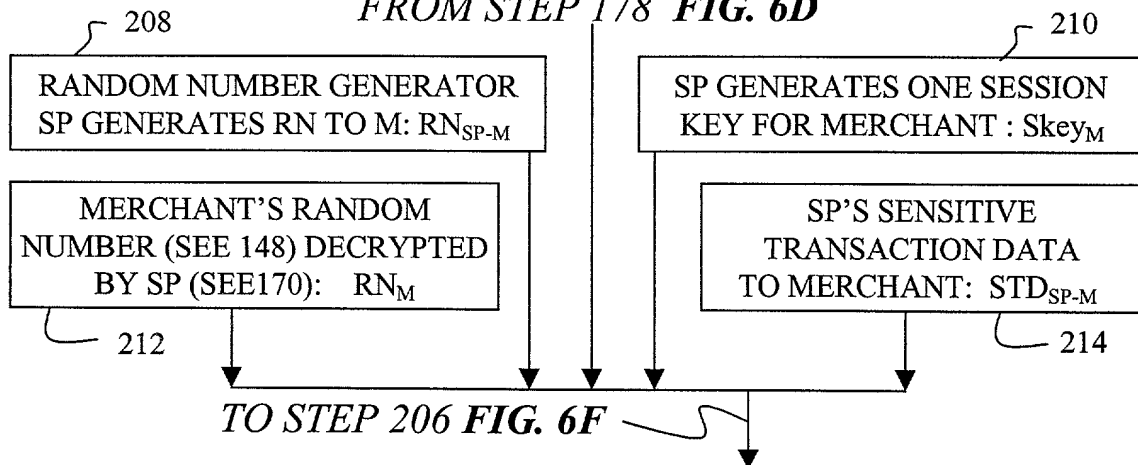 FROM STEP 178 FIG. 6D
208
210
RANDOM NUMBER GENERATOR
SP GENERATES RN TO M: RNSP-M
SP GENERATES ONE SESSION
KEY FOR MERCHANT : SkeyM
MERCHANT'S RANDOM
NUMBER (SEE 148) DECRYPTED
BY SP (SEE170): RNM
SP'S SENSITIVE
TRANSACTION DATA
TO MERCHANT: STDSP-M
212
214
TO STEP 206 FIG. 6F